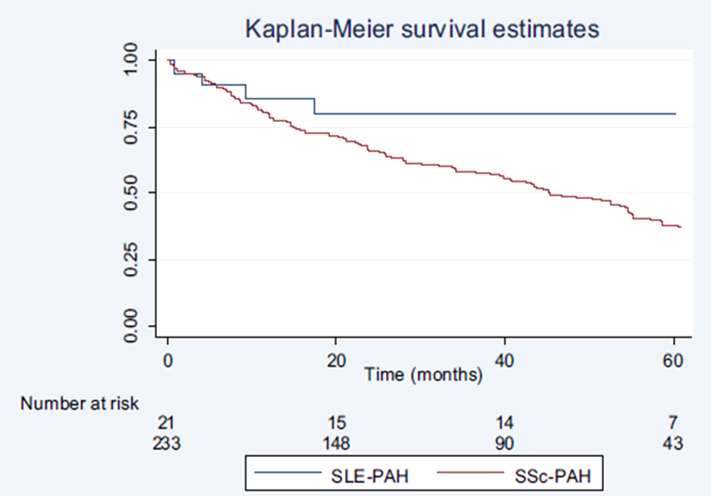 Kaplan-Meier survival estimates
1.00
0.75
0.50
0.25
0.00
0 20 40 60
Time (months)
Number at risk
21 15 14 7
233 148 90 43
SLE-PAH SSc-PAH